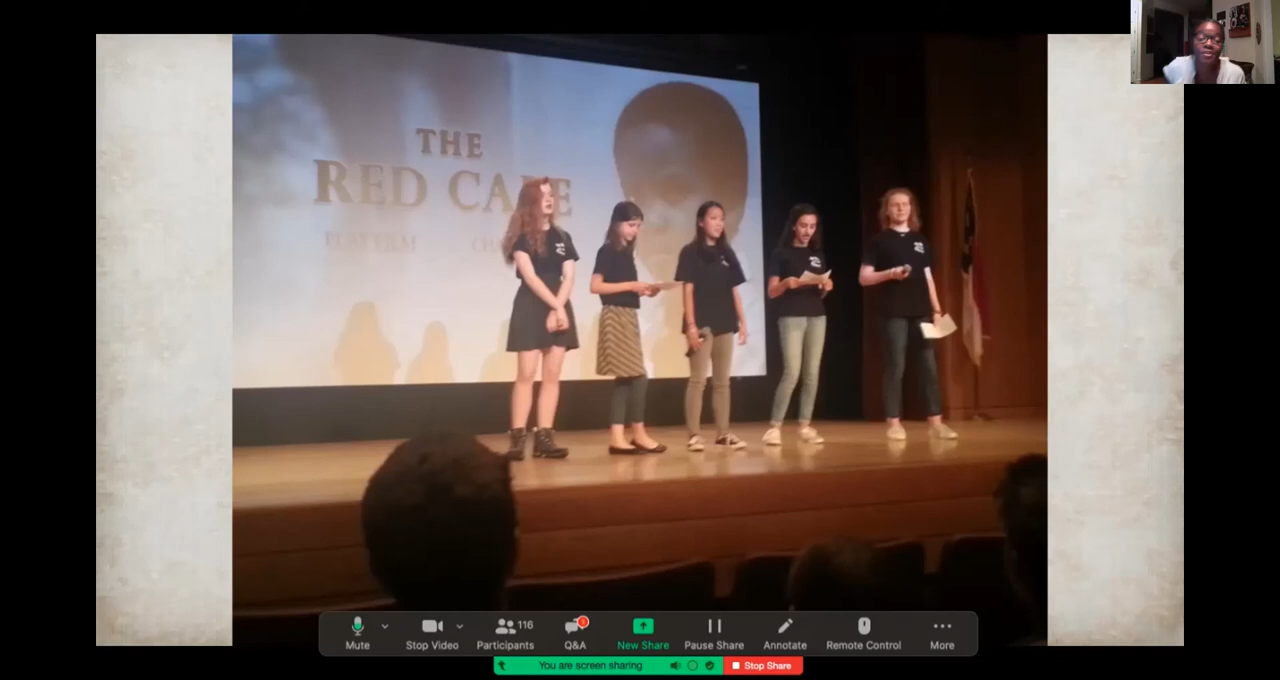 THE
RED CAPE
116
Mute
Stop Video
Participants
Q&A
New Share
Pause Share
Annotate
Remote Control
More
You are screen sharing
Stop Share